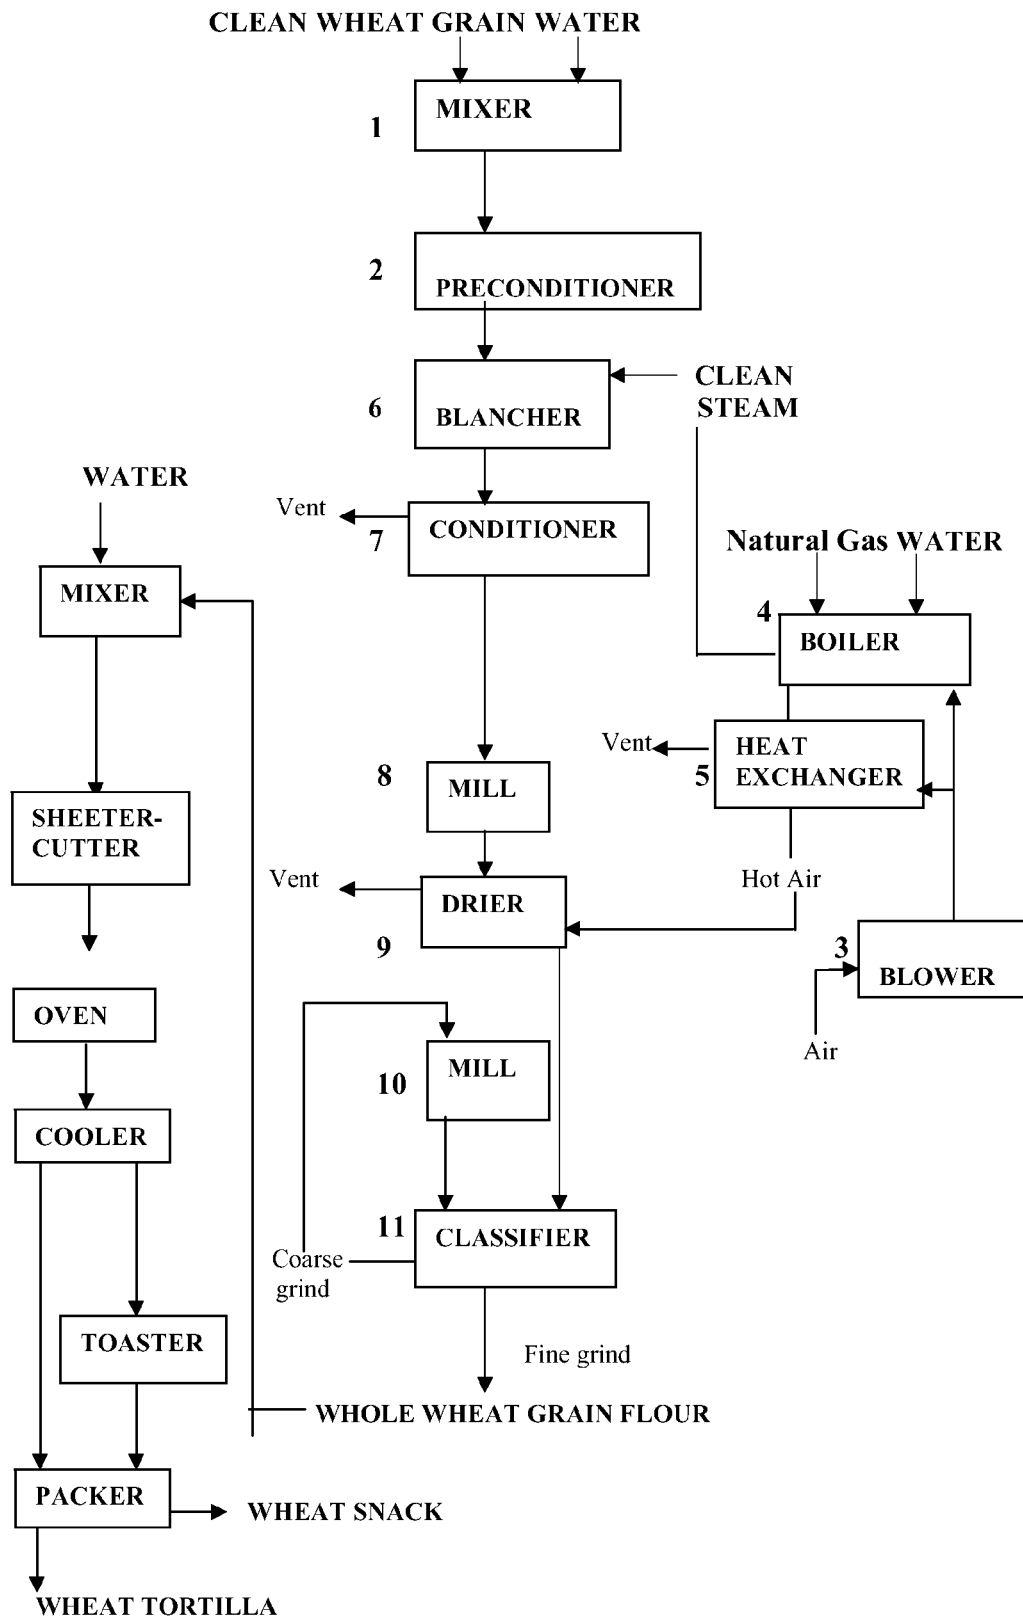 CLEAN WHEAT GRAIN WATER
MIXER
1
2
PRECONDITIONER
CLEAN
STEAM
6
BLANCHER
WATER
Vent
7
CONDITIONER
Natural Gas WATER
MIXER
4
BOILER
Vent
5
HEAT
EXCHANGER
8
MILL
SHEETER-
CUTTER
Vent
DRIER
Hot Air
9
3
BLOWER
OVEN
Air
10
MILL
COOLER
11
CLASSIFIER
Coarse
grind
TOASTER
Fine grind
WHOLE WHEAT GRAIN FLOUR
PACKER
WHEAT SNACK
WHEAT TORTILLA